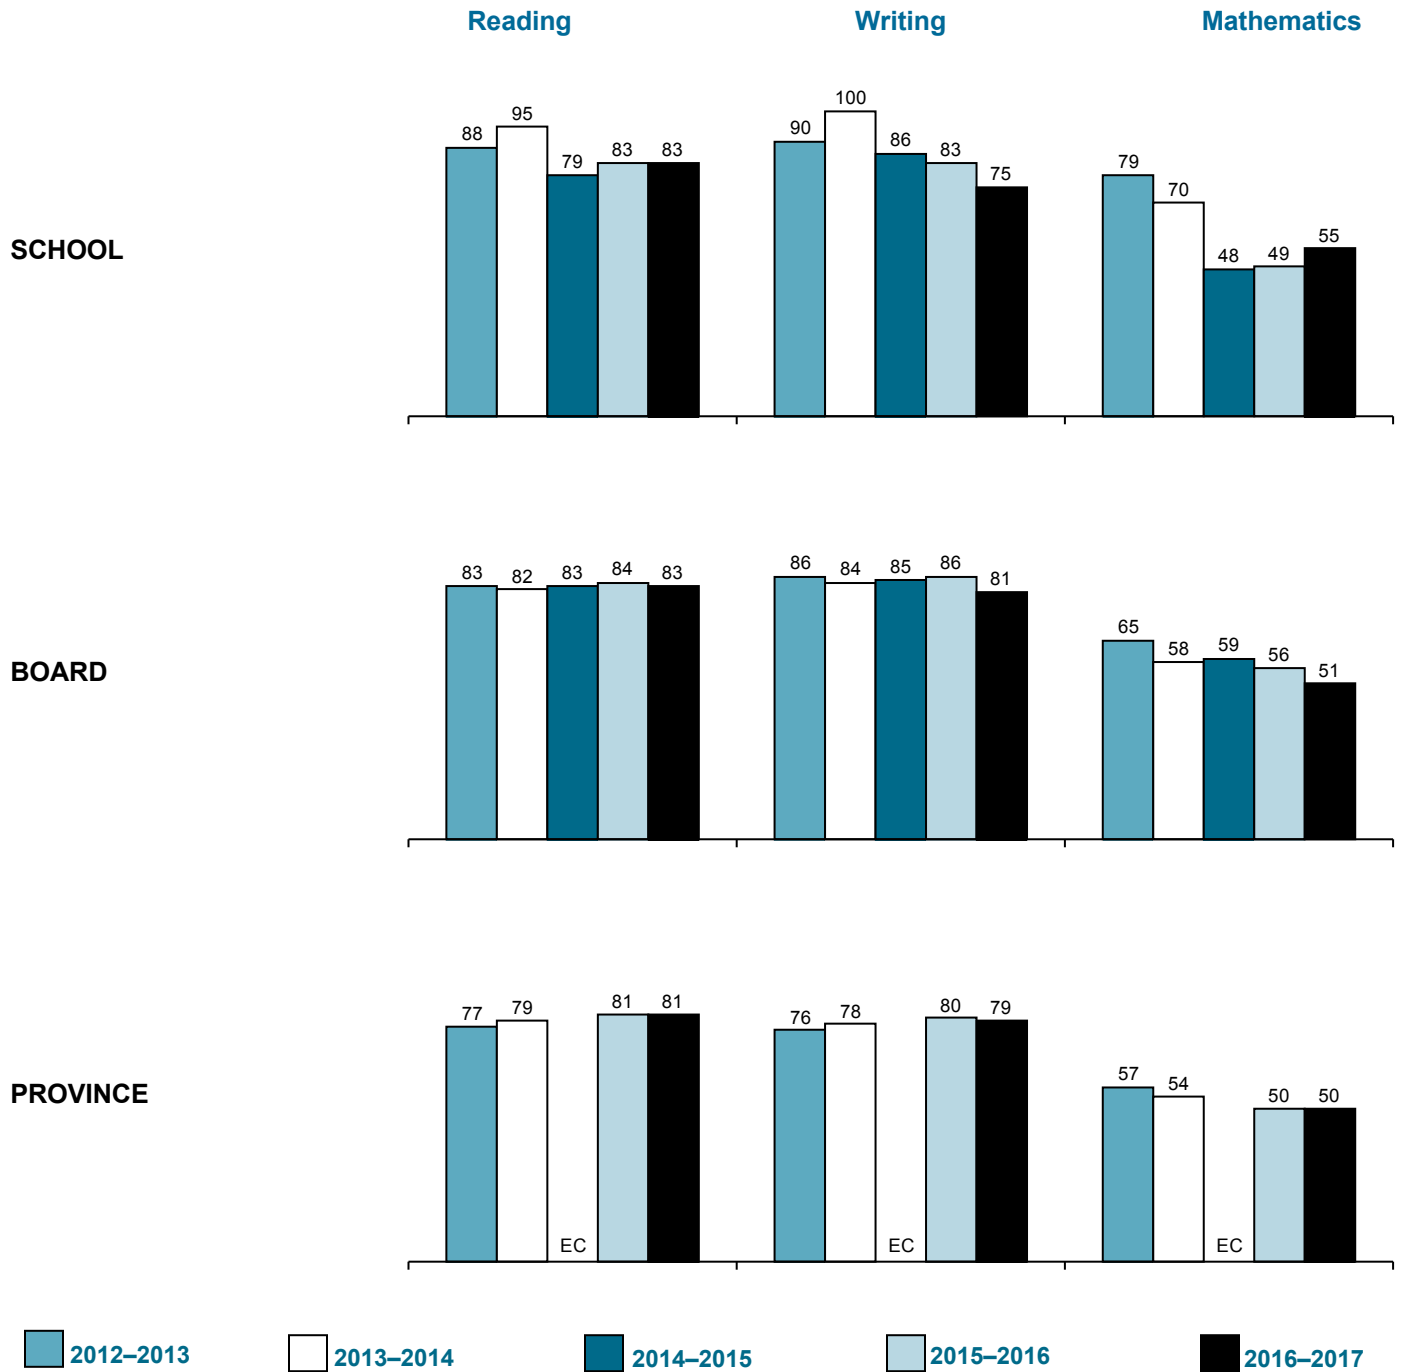 Reading Writing Mathematics
SCHOOL
88 95 79 83 83 90 100 86 83 75 79 70 48 49 55
BOARD
83 82 83 84 83 86 84 85 86 81 65 58 59 56 51
PROVINCE
77 79 EC 81 81 76 78 EC 80 79 57 54 EC 50 50
2012–2013 2013–2014 2014–2015 2015–2016 2016–2017